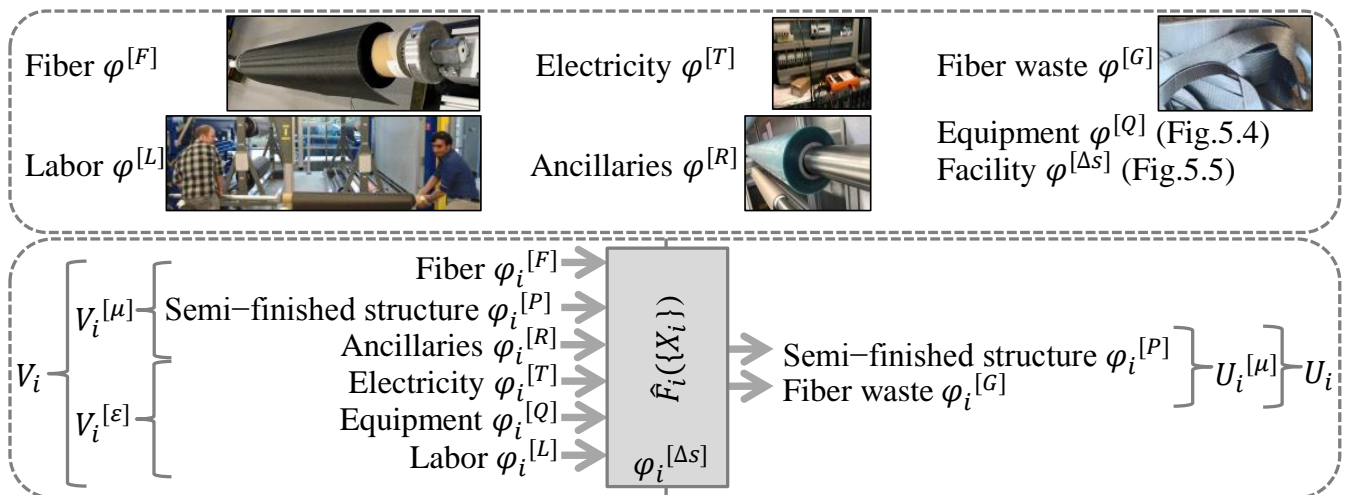 Fiber φ^[F]
Electricity φ^[T]
Fiber waste φ^[G]
Labor φ^[L]
Ancillaries φ^[R]
Equipment φ^[Q] (Fig.5.4)
Facility φ^[Δs] (Fig.5.5)
V_i
V_i^[μ]
V_i^[ε]
Fiber φ_i^[F]
Semi−finished structure φ_i^[P]
Ancillaries φ_i^[R]
Electricity φ_i^[T]
Equipment φ_i^[Q]
Labor φ_i^[L]
F̂_i({X_i})
φ_i^[Δs]
Semi−finished structure φ_i^[P]
Fiber waste φ_i^[G]
U_i^[μ]
U_i